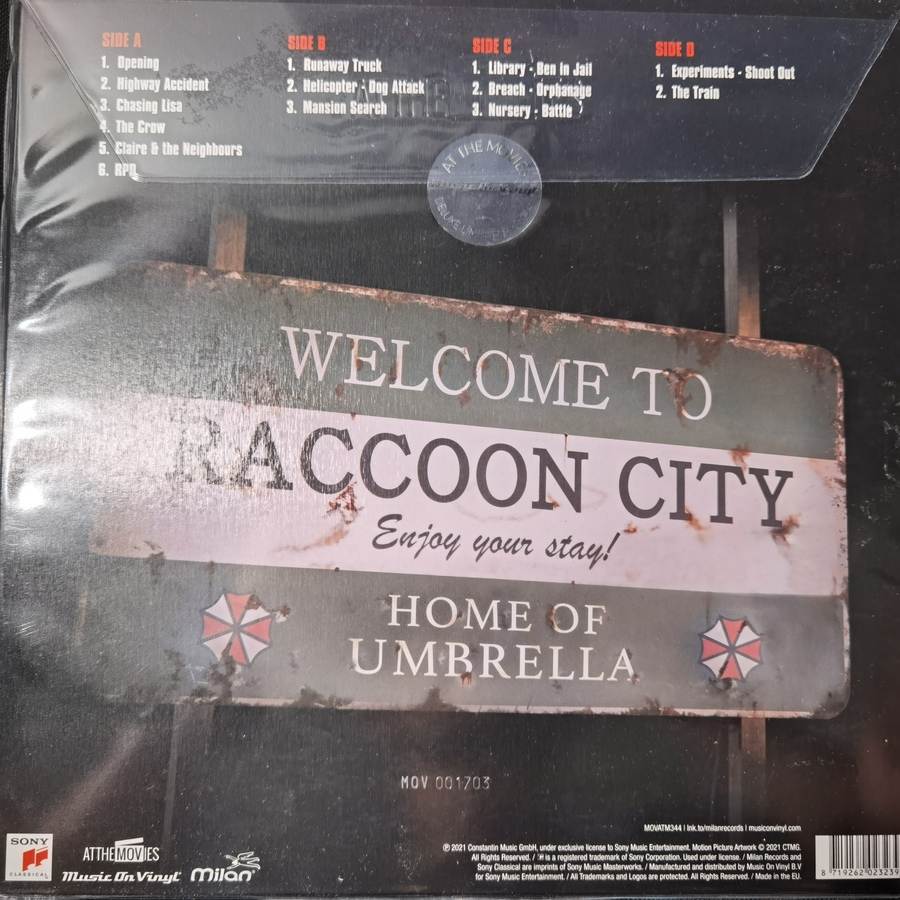 SIDE A
1. Opening
2. Highway Accident
3. Chasing Lisa
4. The Crow
5. Claire & the Neighbours
6. RPD
SIDE B
1. Runaway Truck
2. Helicopter - Dog Attack
3. Mansion Search
SIDE C
1. Library - Ben in Jail
2. Breach - Orphanage
3. Nursery - Battle
SIDE D
1. Experiments - Shoot Out
2. The Train
AT THE MOVIES
WELCOME TO
RACCOON CITY
Enjoy your stay!
HOME OF
UMBRELLA
MOV 001703
MOVATM344 | lnk.to/milanrecords | musiconvinyl.com
SONY
CLASSICAL
ATTHEMOVIES
Music On Vinyl
milan
℗ 2021 Constantin Music GmbH, under exclusive license to Sony Music Entertainment. Motion Picture Artwork © 2021 CTMG.
All Rights Reserved. / is a registered trademark of Sony Corporation. Used under license. / Milan Records and
Sony Classical are imprints of Sony Music Masterworks. / Manufactured and distributed by Music On Vinyl B.V
for Sony Music Entertainment. / All Trademarks and Logos are protected. All Rights Reserved. / Made in the EU.
8 719262 023239